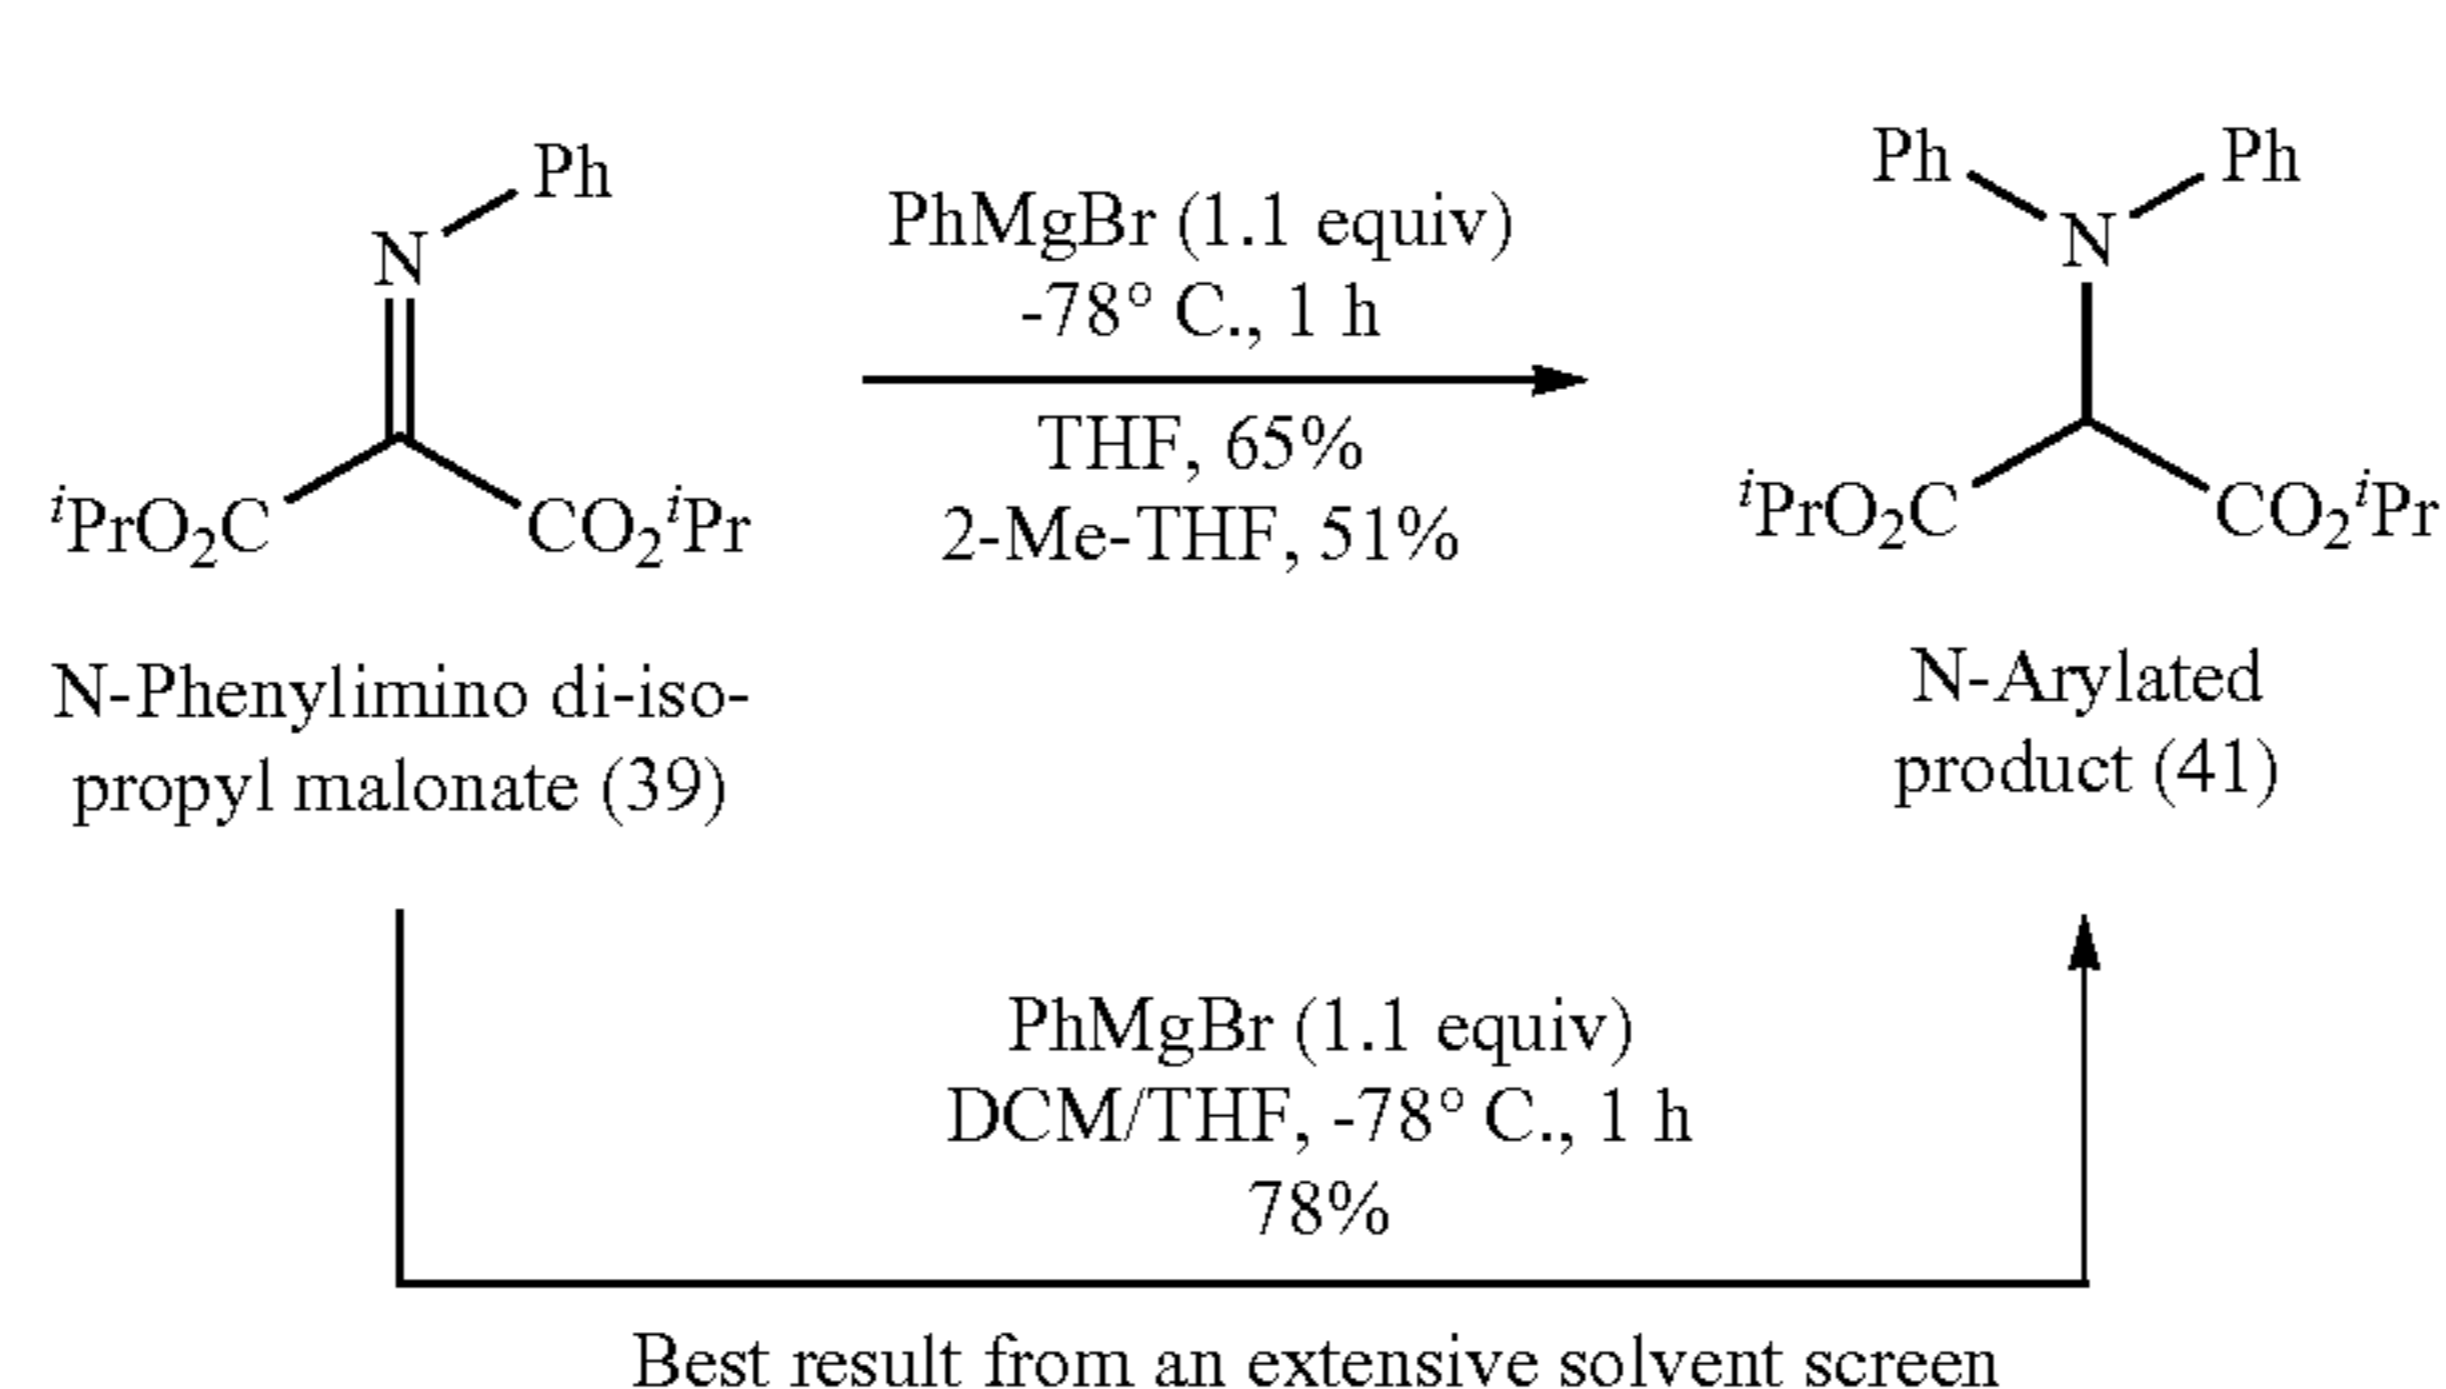 Ph
N
ⁱPrO₂C
CO₂ⁱPr
N-Phenylimino di-iso-
propyl malonate (39)
PhMgBr (1.1 equiv)
-78° C., 1 h
THF, 65%
2-Me-THF, 51%
Ph
Ph
N
ⁱPrO₂C
CO₂ⁱPr
N-Arylated
product (41)
PhMgBr (1.1 equiv)
DCM/THF, -78° C., 1 h
78%
Best result from an extensive solvent screen